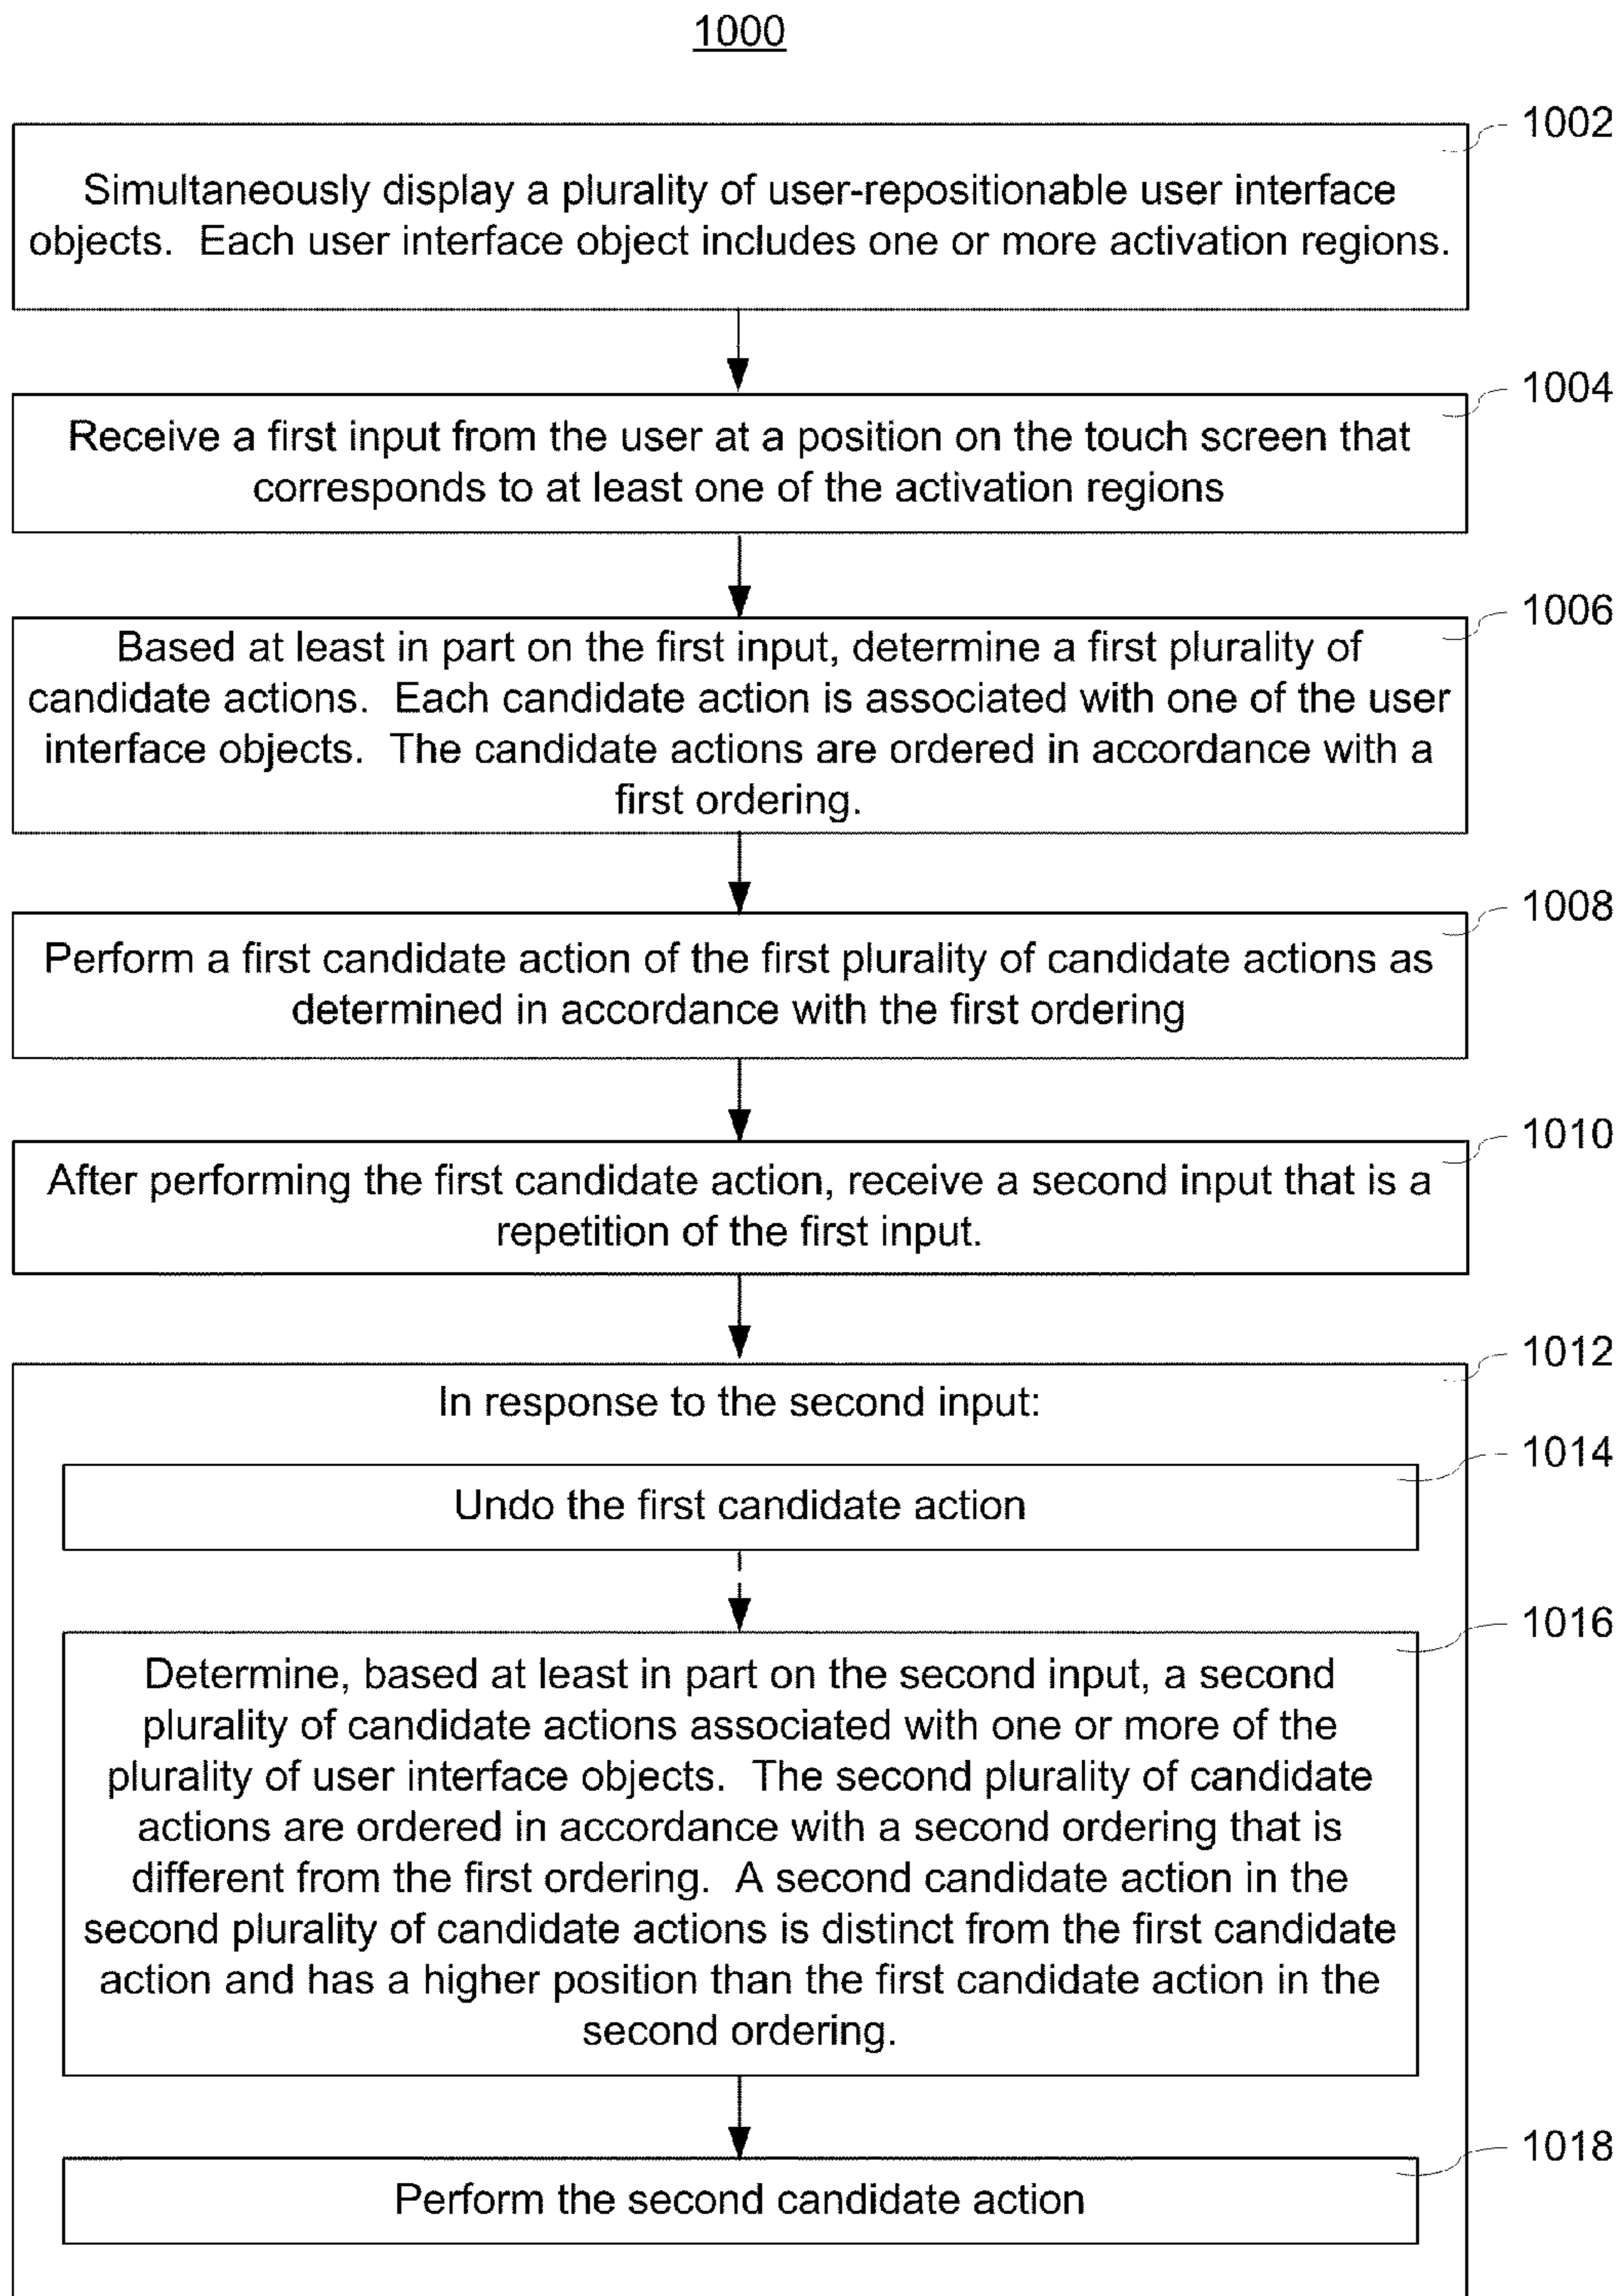 1000
1002
Simultaneously display a plurality of user-repositionable user interface
objects.  Each user interface object includes one or more activation regions.
1004
Receive a first input from the user at a position on the touch screen that
corresponds to at least one of the activation regions
1006
Based at least in part on the first input, determine a first plurality of
candidate actions.  Each candidate action is associated with one of the user
interface objects.  The candidate actions are ordered in accordance with a
first ordering.
1008
Perform a first candidate action of the first plurality of candidate actions as
determined in accordance with the first ordering
1010
After performing the first candidate action, receive a second input that is a
repetition of the first input.
1012
In response to the second input:
1014
Undo the first candidate action
1016
Determine, based at least in part on the second input, a second
plurality of candidate actions associated with one or more of the
plurality of user interface objects.  The second plurality of candidate
actions are ordered in accordance with a second ordering that is
different from the first ordering.  A second candidate action in the
second plurality of candidate actions is distinct from the first candidate
action and has a higher position than the first candidate action in the
second ordering.
1018
Perform the second candidate action